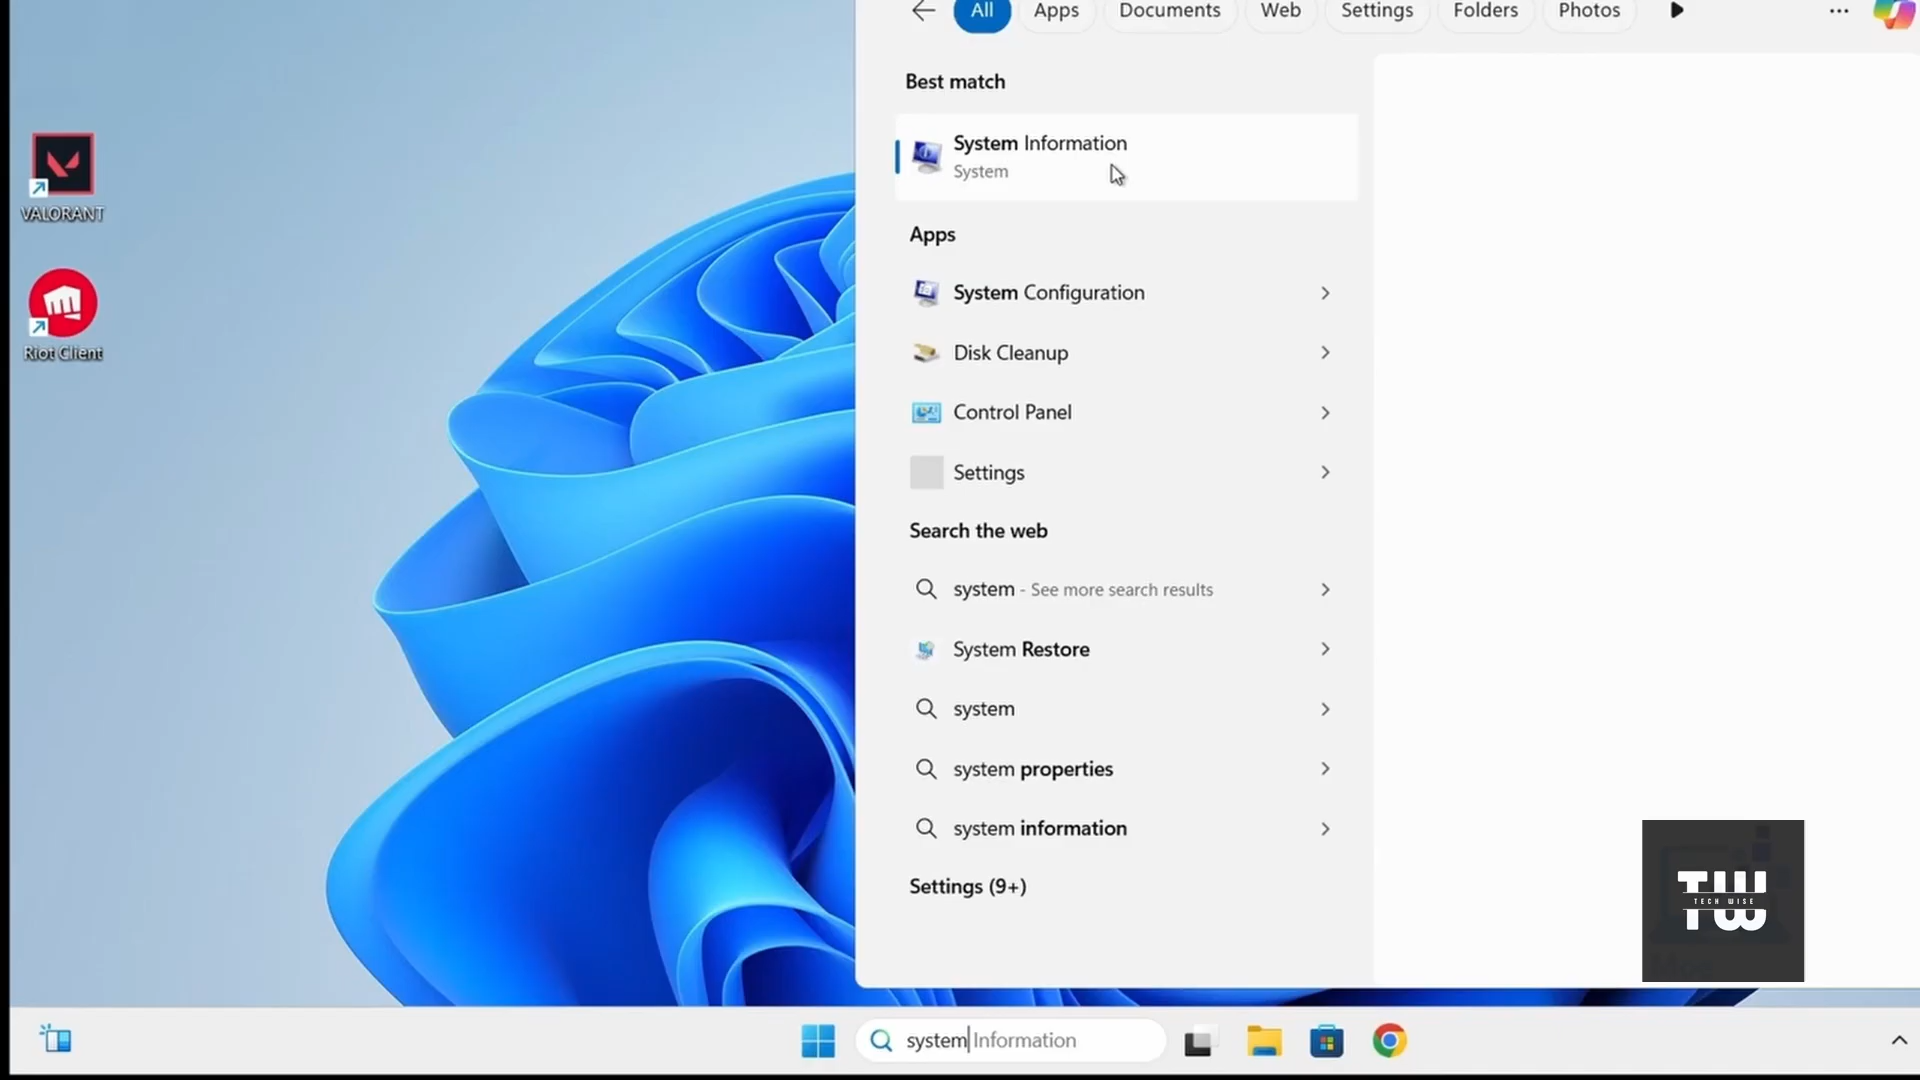 All
Apps
Documents
Web
Settings
Folders
Photos
Best match
System Information
System
Apps
System Configuration
Disk Cleanup
Control Panel
Settings
Search the web
system - See more search results
System Restore
system
system properties
system information
Settings (9+)
VALORANT
Riot Client
TW
TECH WISE
system Information